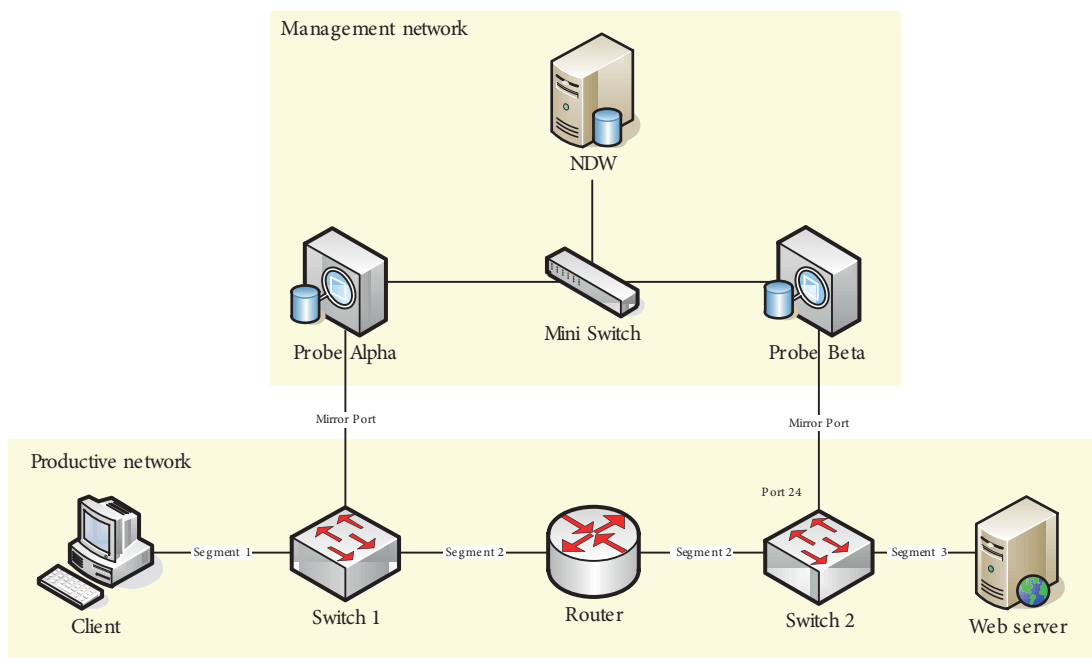 Management network
NDW
Probe Alpha
Mini Switch
Probe Beta
Mirror Port
Mirror Port
Productive network
Port 24
Segment 1
Segment 2
Segment 2
Segment 3
Client
Switch 1
Router
Switch 2
Web server